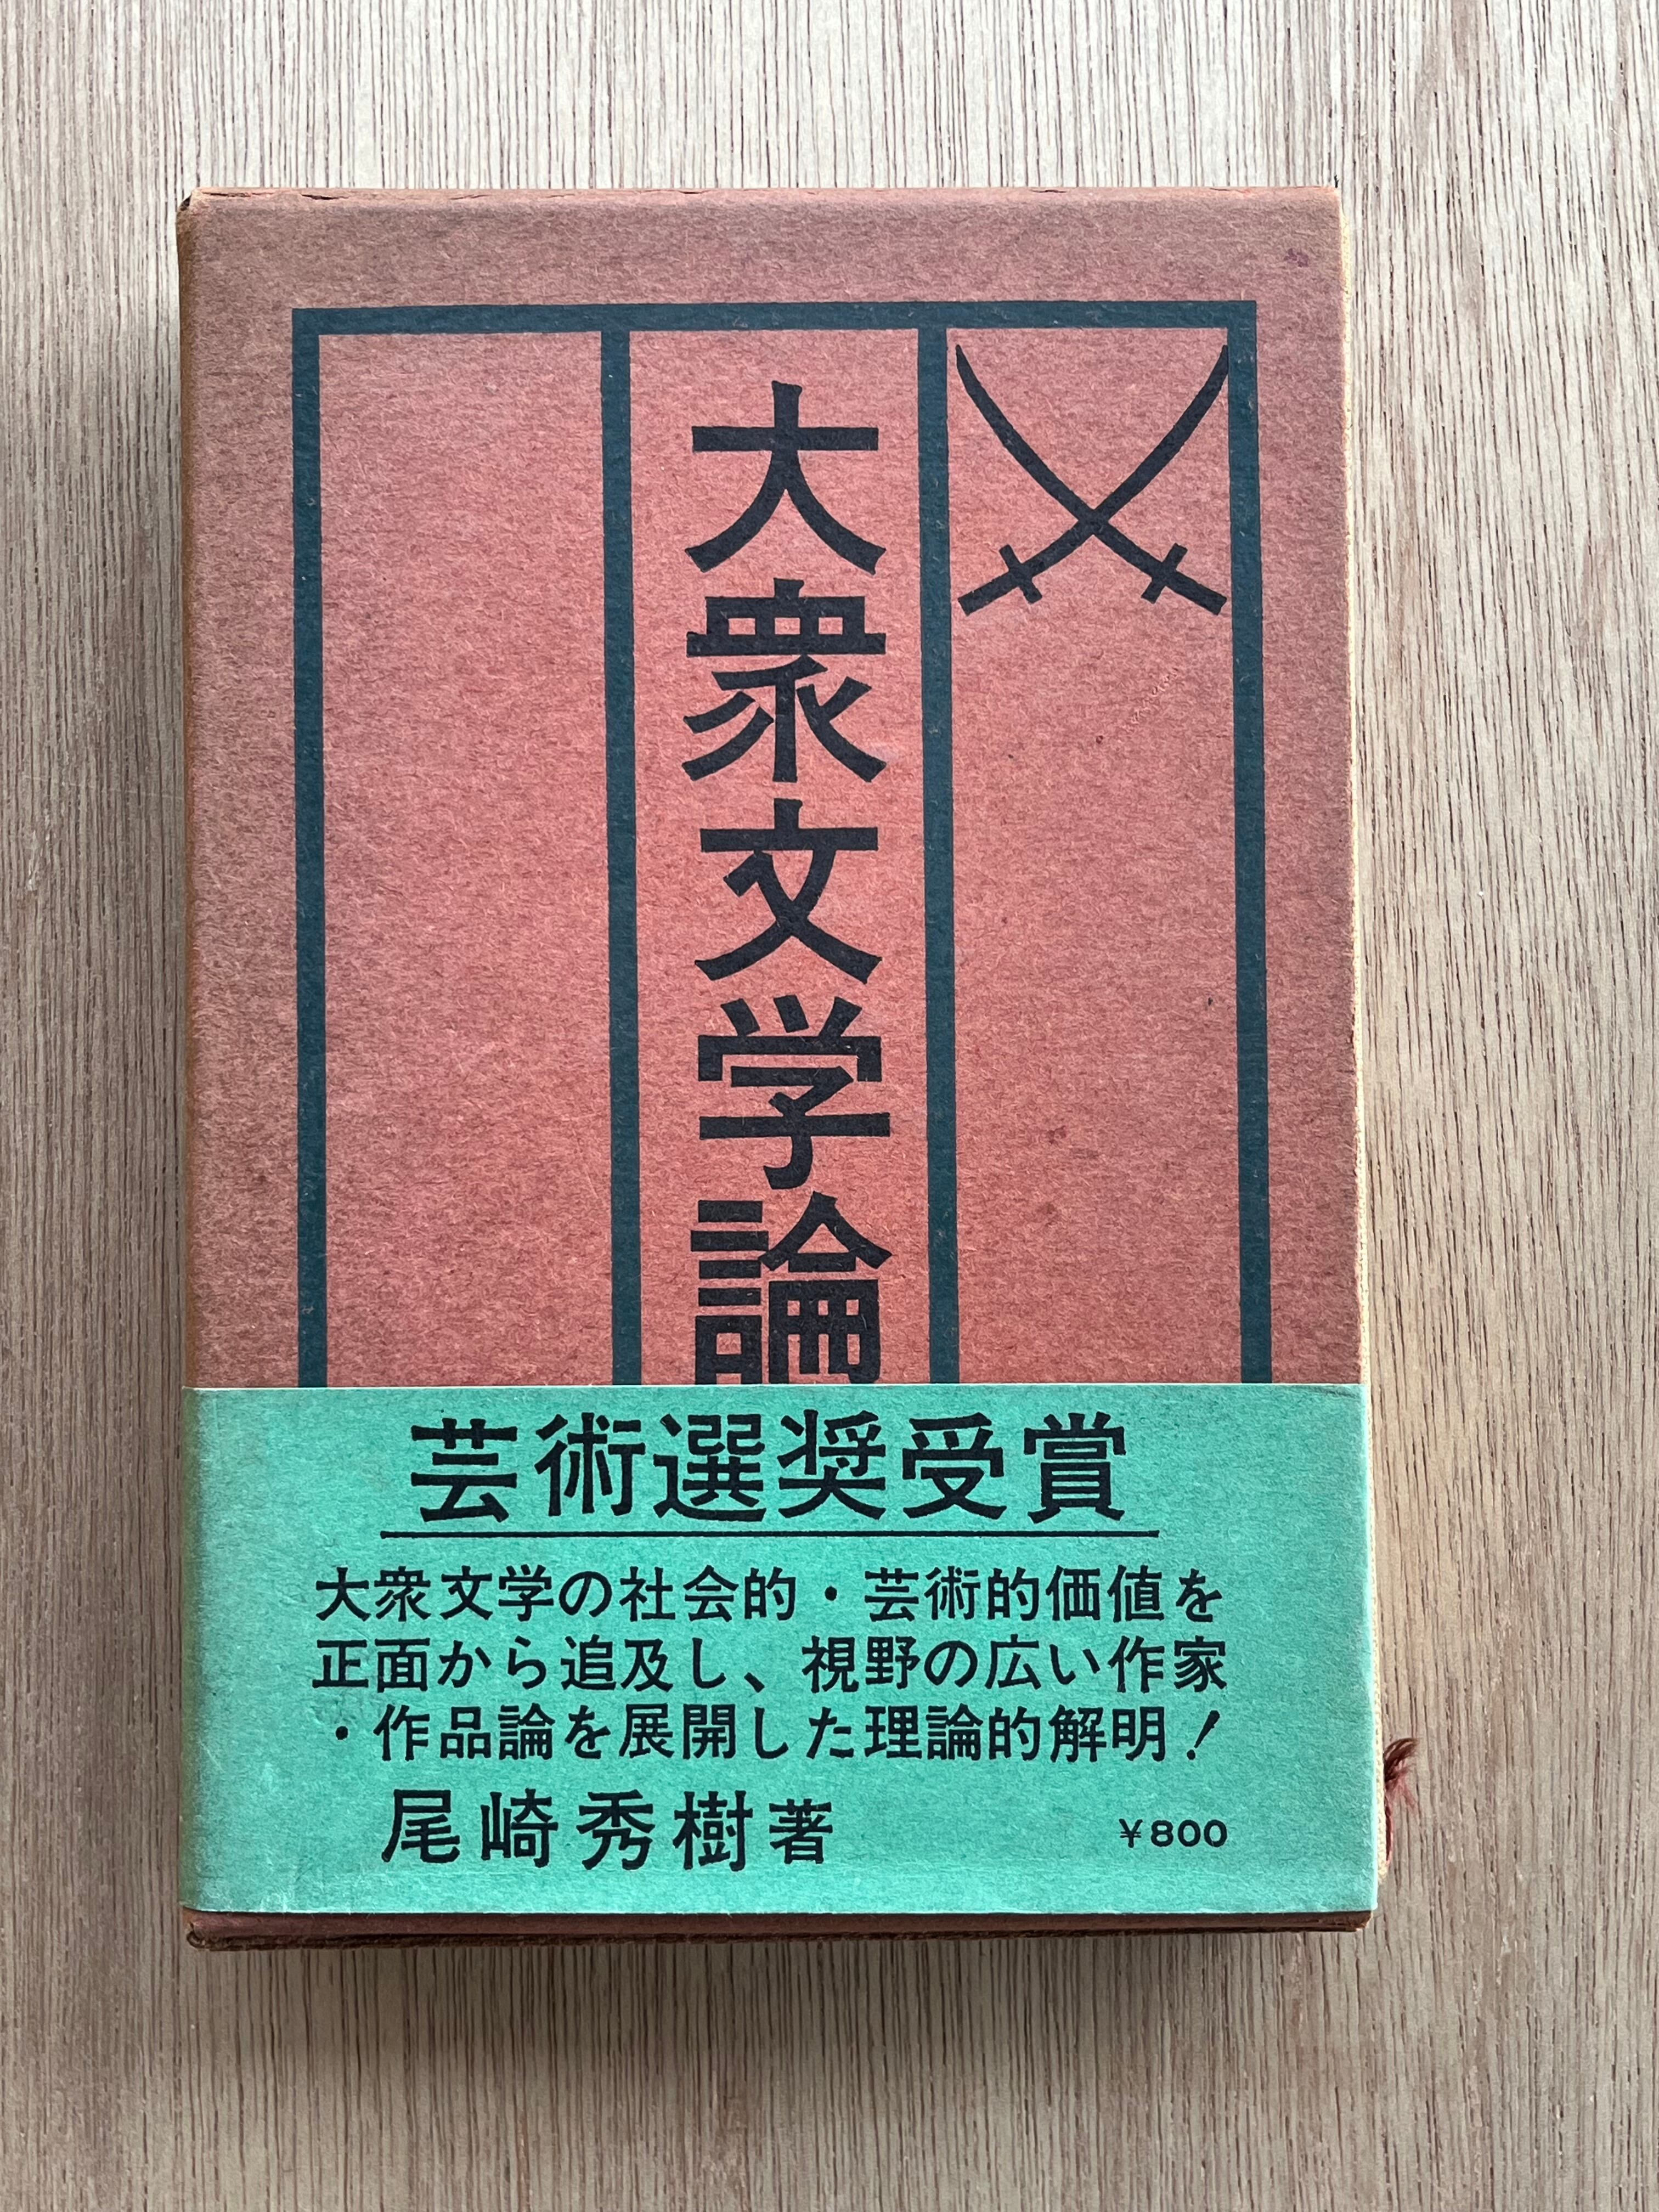 大衆文学論
芸術選奨受賞
大衆文学の社会的・芸術的価値を
正面から追及し、視野の広い作家
・作品論を展開した理論的解明！
尾崎秀樹著
¥800